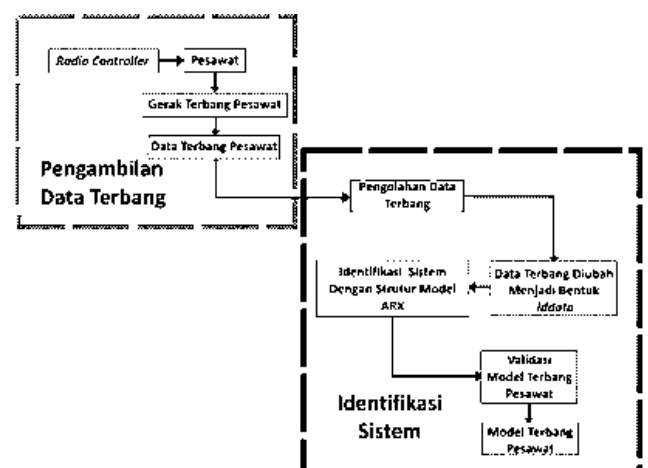 Radio Controller
Pesawat
Gerak Terbang Pesawat
Data Terbang Pesawat
Pengambilan
Data Terbang
Pengolahan Data
Terbang
Data Terbang Diubah
Menjadi Bentuk
iddata
Identifikasi Sistem
Dengan Strutur Model
ARX
Validasi
Model Terbang
Pesawat
Model Terbang
Pesawat
Identifikasi
Sistem